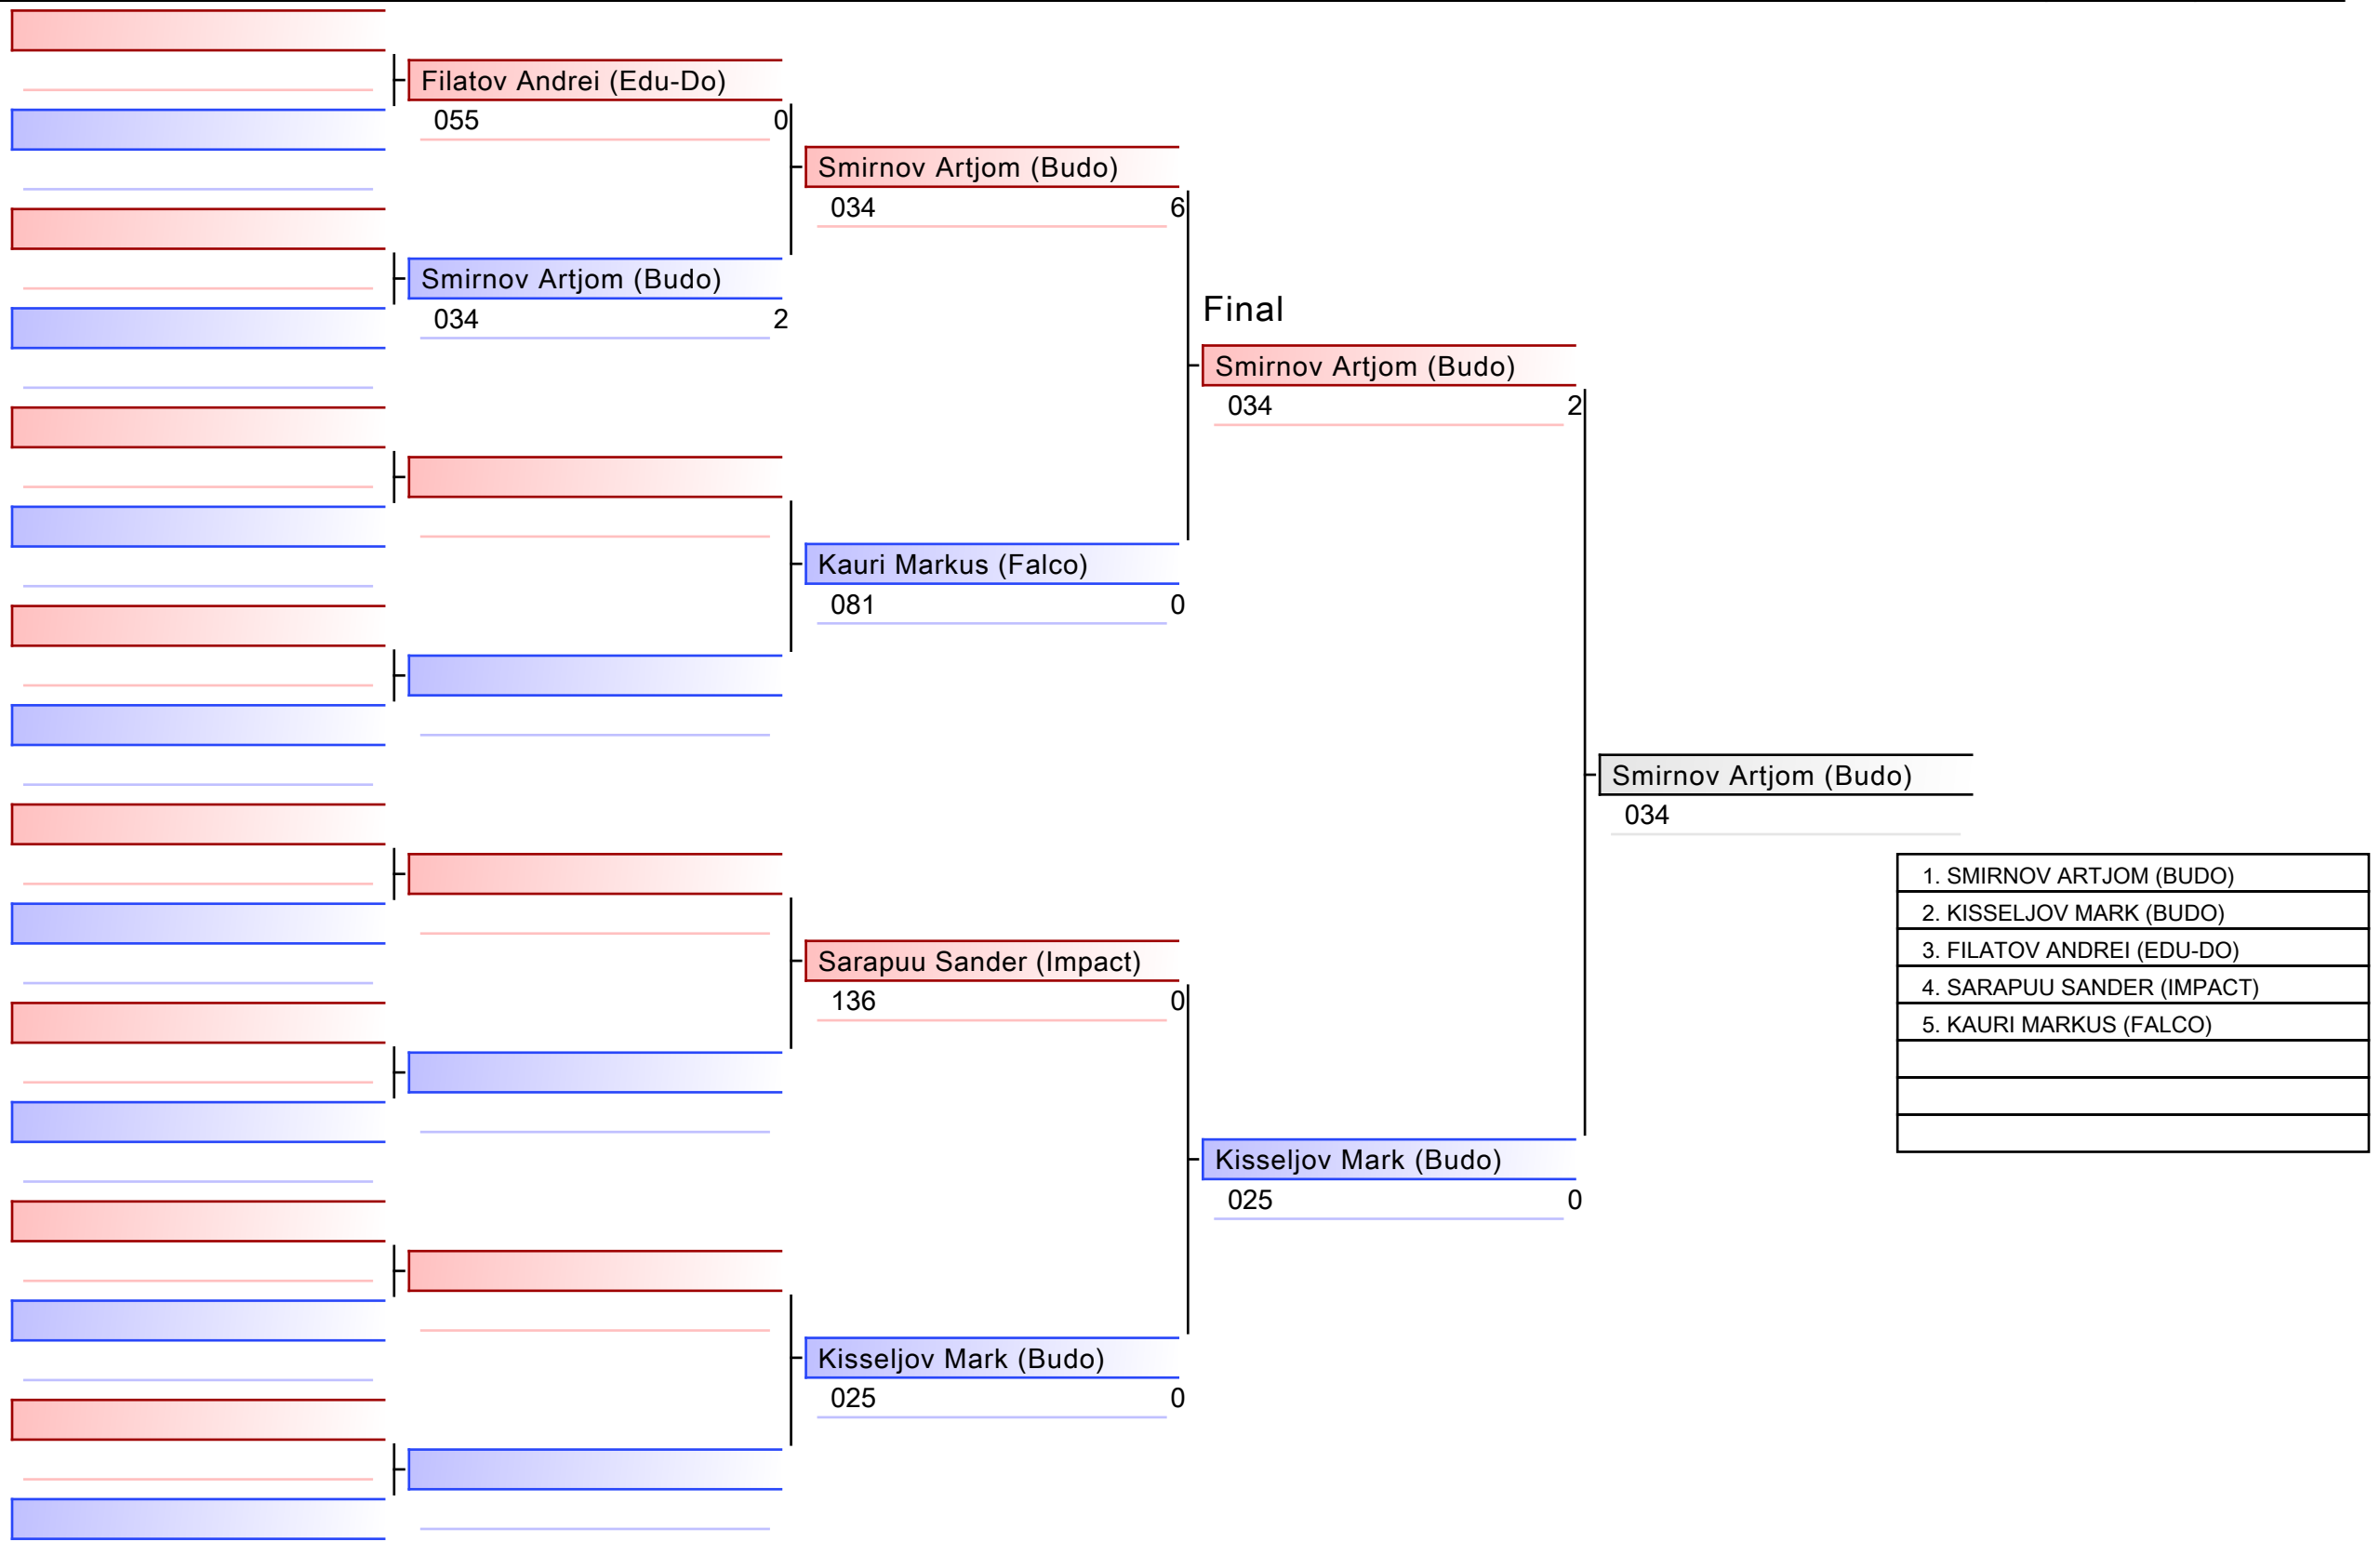 Filatov Andrei (Edu-Do)
055 0
Smirnov Artjom (Budo)
034 2
Smirnov Artjom (Budo)
034 6
Kauri Markus (Falco)
081 0
Sarapuu Sander (Impact)
136 0
Kisseljov Mark (Budo)
025 0
Final
Smirnov Artjom (Budo)
034 2
Kisseljov Mark (Budo)
025 0
Smirnov Artjom (Budo)
034
1. SMIRNOV ARTJOM (BUDO)
2. KISSELJOV MARK (BUDO)
3. FILATOV ANDREI (EDU-DO)
4. SARAPUU SANDER (IMPACT)
5. KAURI MARKUS (FALCO)